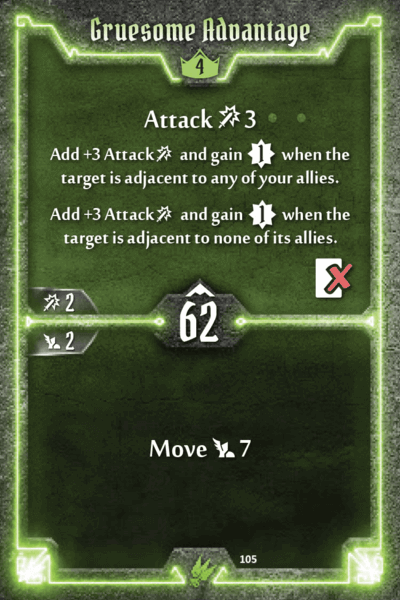 Gruesome Advantage
4
Attack 3
Add +3 Attack and gain 1 when the
target is adjacent to any of your allies.
Add +3 Attack and gain 1 when the
target is adjacent to none of its allies.
2
62
2
Move 7
105